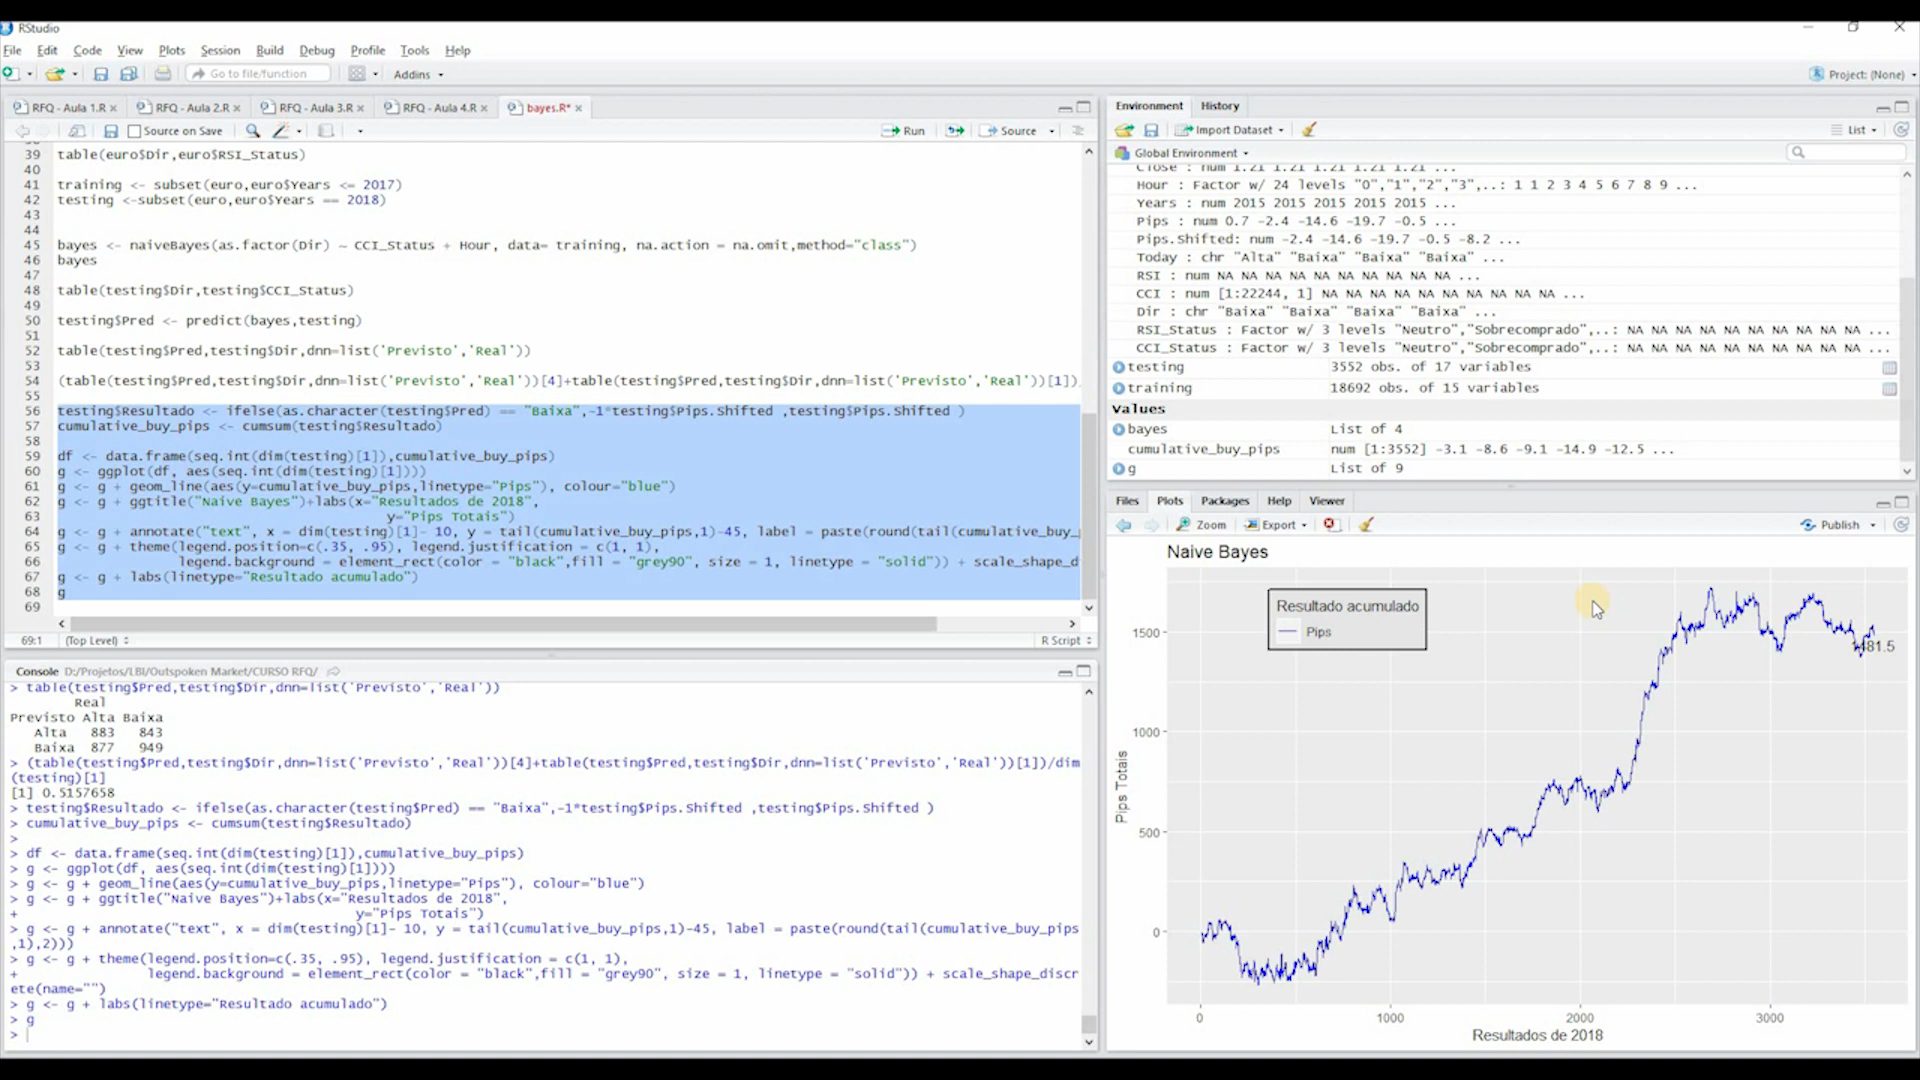 RStudio
File Edit Code View Plots Session Build Debug Profile Tools Help
Go to file/function
Addins
Project: (None)
RFQ - Aula 1.R
RFQ - Aula 2.R
RFQ - Aula 3.R
RFQ - Aula 4.R
bayes.R*
Source on Save
Run
Source
39 table(euro$Dir,euro$RSI_Status)
40
41 training <- subset(euro,euro$Years <= 2017)
42 testing <-subset(euro,euro$Years == 2018)
43
44
45 bayes <- naiveBayes(as.factor(Dir) ~ CCI_Status + Hour, data= training, na.action = na.omit,method="class")
46 bayes
47
48 table(testing$Dir,testing$CCI_Status)
49
50 testing$Pred <- predict(bayes,testing)
51
52 table(testing$Pred,testing$Dir,dnn=list('Previsto','Real'))
53
54 (table(testing$Pred,testing$Dir,dnn=list('Previsto','Real'))[4]+table(testing$Pred,testing$Dir,dnn=list('Previsto','Real'))[1])
55
56 testing$Resultado <- ifelse(as.character(testing$Pred) == "Baixa",-1*testing$Pips.Shifted ,testing$Pips.Shifted )
57 cumulative_buy_pips <- cumsum(testing$Resultado)
58
59 df <- data.frame(seq.int(dim(testing)[1]),cumulative_buy_pips)
60 g <- ggplot(df, aes(seq.int(dim(testing)[1])))
61 g <- g + geom_line(aes(y=cumulative_buy_pips,linetype="Pips"), colour="blue")
62 g <- g + ggtitle("Naive Bayes")+labs(x="Resultados de 2018",
63 y="Pips Totais")
64 g <- g + annotate("text", x = dim(testing)[1]- 10, y = tail(cumulative_buy_pips,1)-45, label = paste(round(tail(cumulative_buy_
65 g <- g + theme(legend.position=c(.35, .95), legend.justification = c(1, 1),
66 legend.background = element_rect(color = "black",fill = "grey90", size = 1, linetype = "solid")) + scale_shape_d
67 g <- g + labs(linetype="Resultado acumulado")
68 g
69
69:1 (Top Level) R Script
Console D:/Projetos/LBI/Outspoken Market/CURSO RFQ/
> table(testing$Pred,testing$Dir,dnn=list('Previsto','Real'))
Real
Previsto Alta Baixa
Alta 883 843
Baixa 877 949
> (table(testing$Pred,testing$Dir,dnn=list('Previsto','Real'))[4]+table(testing$Pred,testing$Dir,dnn=list('Previsto','Real'))[1])/dim
(testing)[1]
[1] 0.5157658
> testing$Resultado <- ifelse(as.character(testing$Pred) == "Baixa",-1*testing$Pips.Shifted ,testing$Pips.Shifted )
> cumulative_buy_pips <- cumsum(testing$Resultado)
>
> df <- data.frame(seq.int(dim(testing)[1]),cumulative_buy_pips)
> g <- ggplot(df, aes(seq.int(dim(testing)[1])))
> g <- g + geom_line(aes(y=cumulative_buy_pips,linetype="Pips"), colour="blue")
> g <- g + ggtitle("Naive Bayes")+labs(x="Resultados de 2018",
+ y="Pips Totais")
> g <- g + annotate("text", x = dim(testing)[1]- 10, y = tail(cumulative_buy_pips,1)-45, label = paste(round(tail(cumulative_buy_pips
,1),2)))
> g <- g + theme(legend.position=c(.35, .95), legend.justification = c(1, 1),
+ legend.background = element_rect(color = "black",fill = "grey90", size = 1, linetype = "solid")) + scale_shape_discr
ete(name="")
> g <- g + labs(linetype="Resultado acumulado")
> g
>
Environment History
Import Dataset
List
Global Environment
Close : num 1.21 1.21 1.21 1.21 1.21 ...
Hour : Factor w/ 24 levels "0","1","2","3",..: 1 1 2 3 4 5 6 7 8 9 ...
Years : num 2015 2015 2015 2015 2015 ...
Pips : num 0.7 -2.4 -14.6 -19.7 -0.5 ...
Pips.Shifted: num -2.4 -14.6 -19.7 -0.5 -8.2 ...
Today : chr "Alta" "Baixa" "Baixa" "Baixa" ...
RSI : num NA NA NA NA NA NA NA NA NA NA ...
CCI : num [1:22244, 1] NA NA NA NA NA NA NA NA NA ...
Dir : chr "Baixa" "Baixa" "Baixa" "Baixa" ...
RSI_Status : Factor w/ 3 levels "Neutro","Sobrecomprado",..: NA NA NA NA NA NA NA NA NA NA ...
CCI_Status : Factor w/ 3 levels "Neutro","Sobrecomprado",..: NA NA NA NA NA NA NA NA NA NA ...
testing 3552 obs. of 17 variables
training 18692 obs. of 15 variables
Values
bayes List of 4
cumulative_buy_pips num [1:3552] -3.1 -8.6 -9.1 -14.9 -12.5 ...
g List of 9
Files Plots Packages Help Viewer
Zoom Export Publish
Naive Bayes
Resultado acumulado
Pips
1481.5
1500
1000
500
0
Pips Totais
0 1000 2000 3000
Resultados de 2018